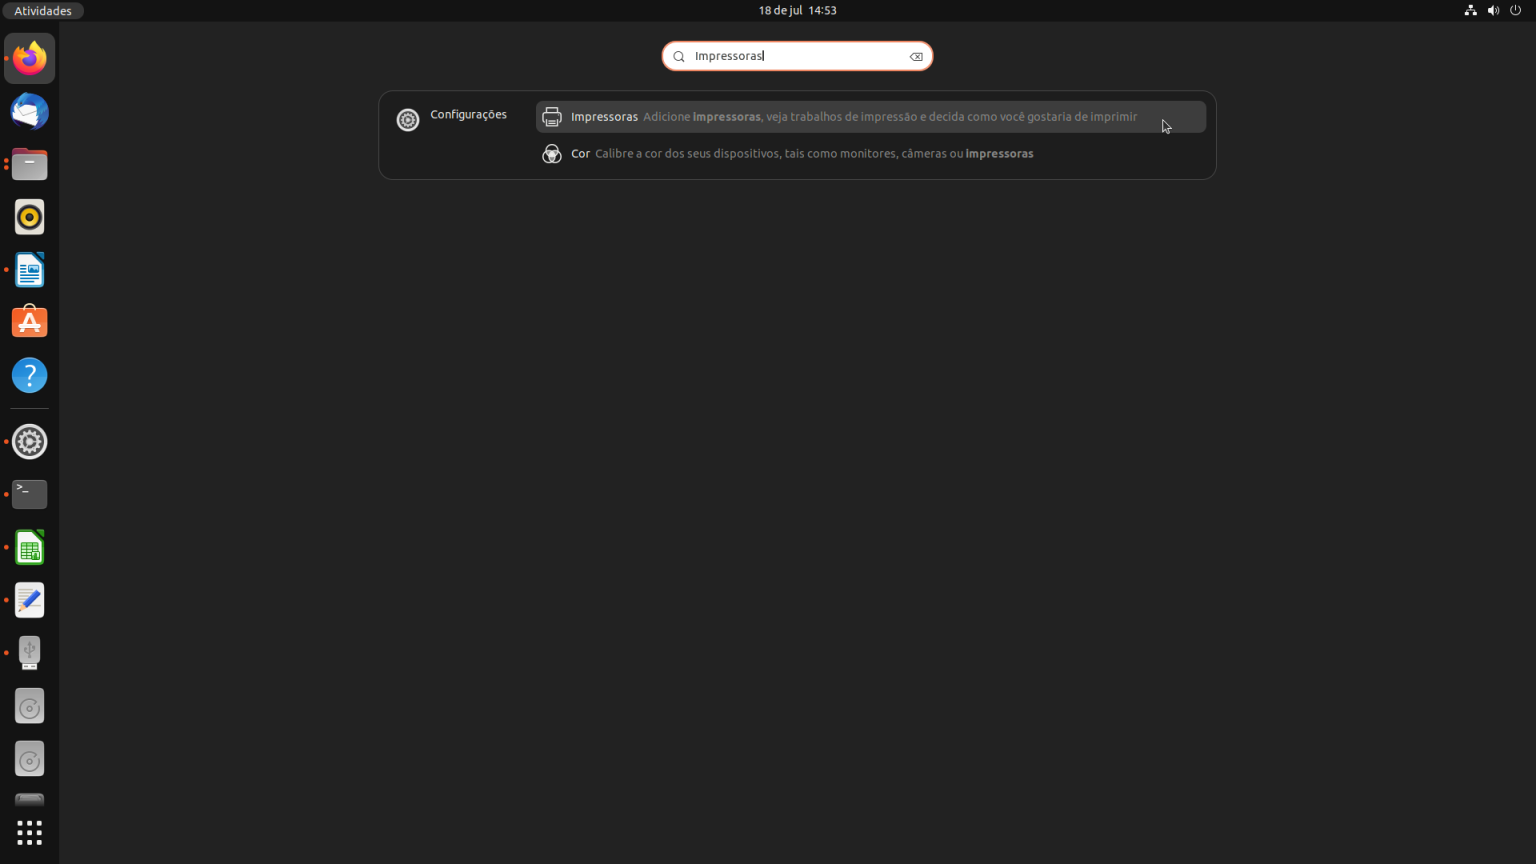 Atividades
18 de jul 14:53
Impressoras
Configurações
Impressoras Adicione impressoras, veja trabalhos de impressão e decida como você gostaria de imprimir
Cor Calibre a cor dos seus dispositivos, tais como monitores, câmeras ou impressoras